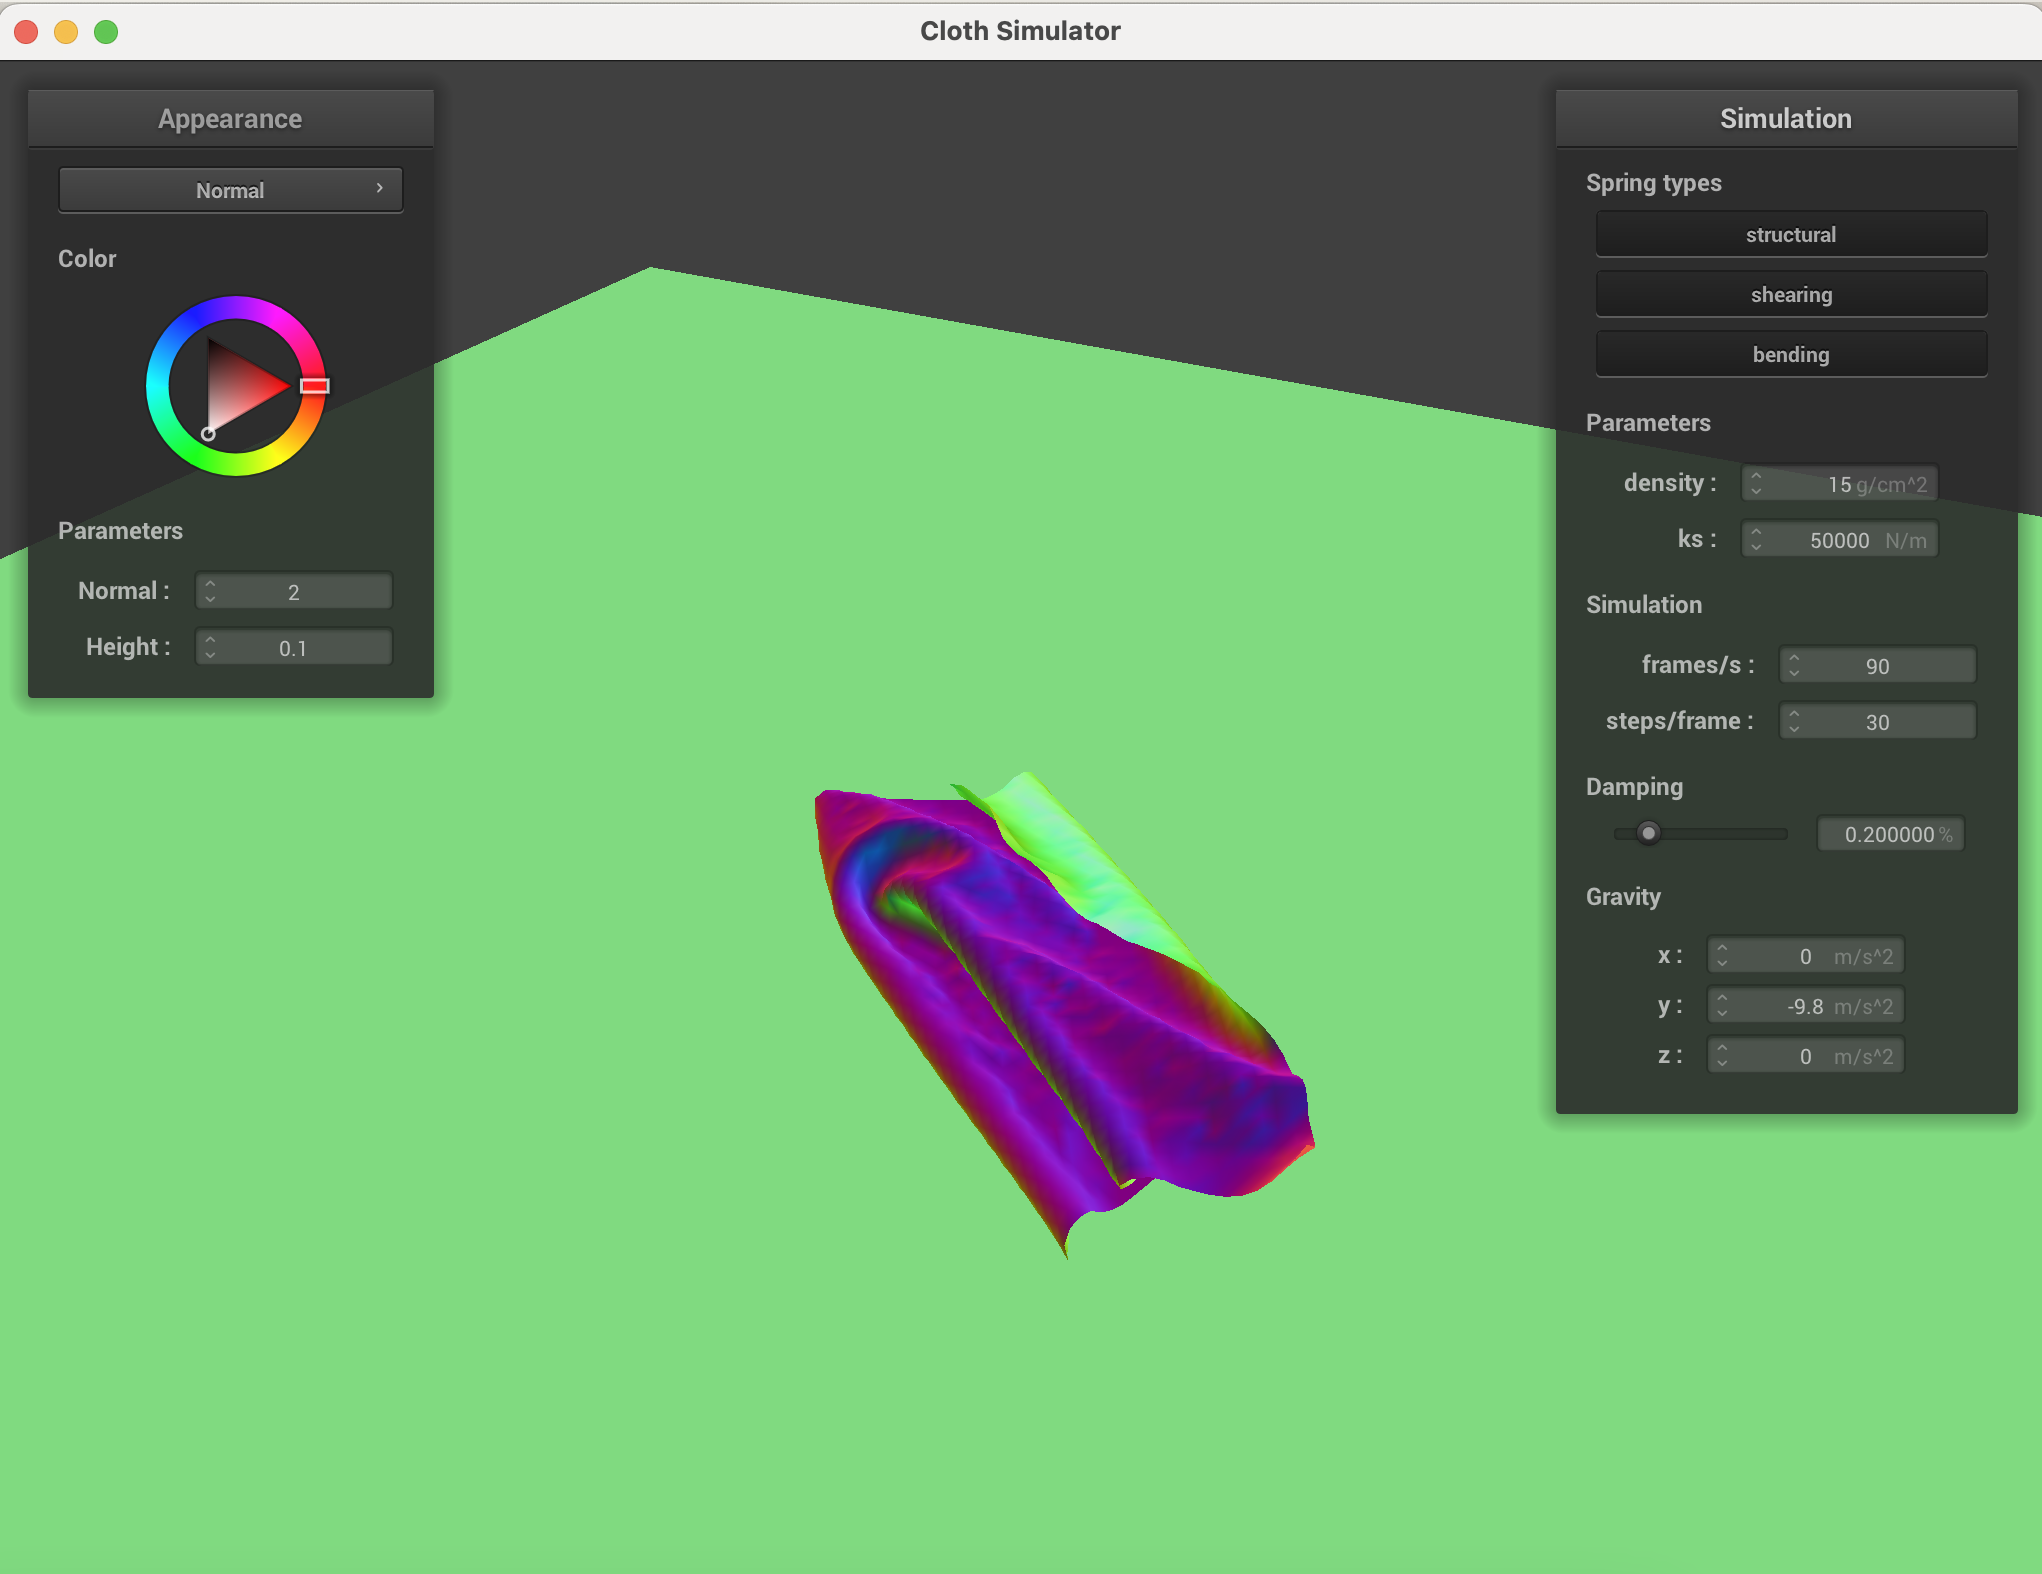 Cloth Simulator
Appearance
Normal
Color
Parameters
Normal : 2
Height : 0.1
Simulation
Spring types
structural
shearing
bending
Parameters
density : 15 g/cm^2
ks : 50000 N/m
Simulation
frames/s : 90
steps/frame : 30
Damping
0.200000 %
Gravity
x : 0 m/s^2
y : -9.8 m/s^2
z : 0 m/s^2